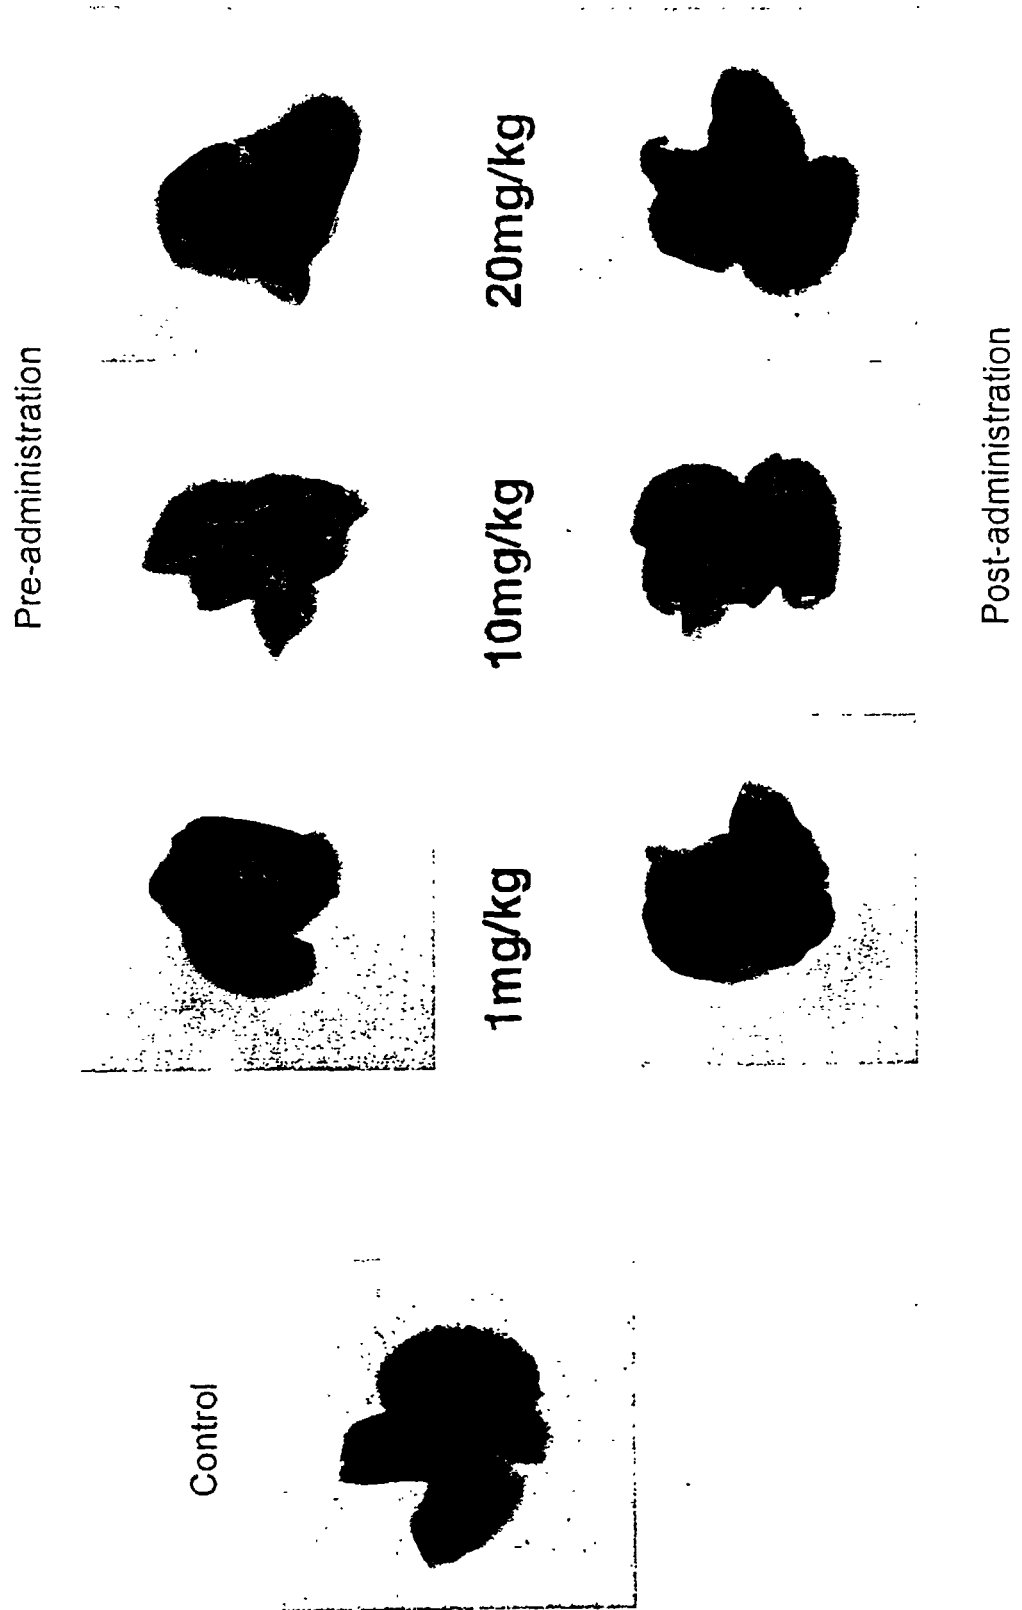 Control
Pre-administration
1mg/kg
10mg/kg
20mg/kg
Post-administration